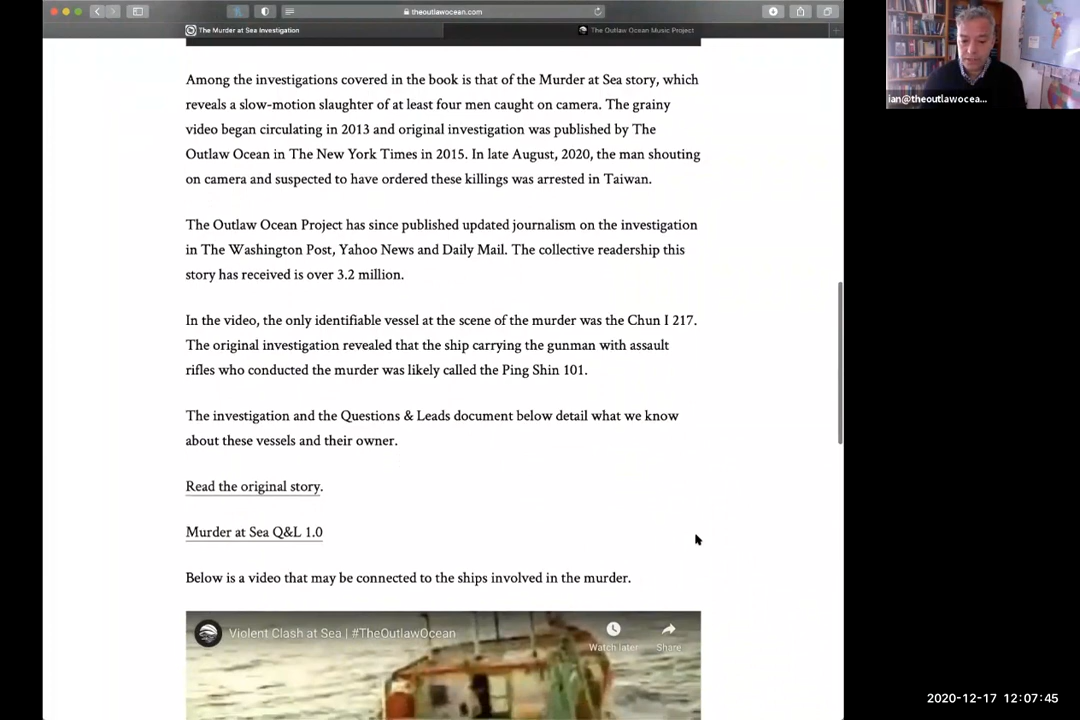 theoutlawocean.com
The Murder at Sea Investigation
The Outlaw Ocean Music Project
Among the investigations covered in the book is that of the Murder at Sea story, which
reveals a slow-motion slaughter of at least four men caught on camera. The grainy
video began circulating in 2013 and original investigation was published by The
Outlaw Ocean in The New York Times in 2015. In late August, 2020, the man shouting
on camera and suspected to have ordered these killings was arrested in Taiwan.
The Outlaw Ocean Project has since published updated journalism on the investigation
in The Washington Post, Yahoo News and Daily Mail. The collective readership this
story has received is over 3.2 million.
In the video, the only identifiable vessel at the scene of the murder was the Chun I 217.
The original investigation revealed that the ship carrying the gunman with assault
rifles who conducted the murder was likely called the Ping Shin 101.
The investigation and the Questions & Leads document below detail what we know
about these vessels and their owner.
Read the original story.
Murder at Sea Q&L 1.0
Below is a video that may be connected to the ships involved in the murder.
Violent Clash at Sea | #TheOutlawOcean
Watch later
Share
ian@theoutlawocea...
2020-12-17 12:07:45